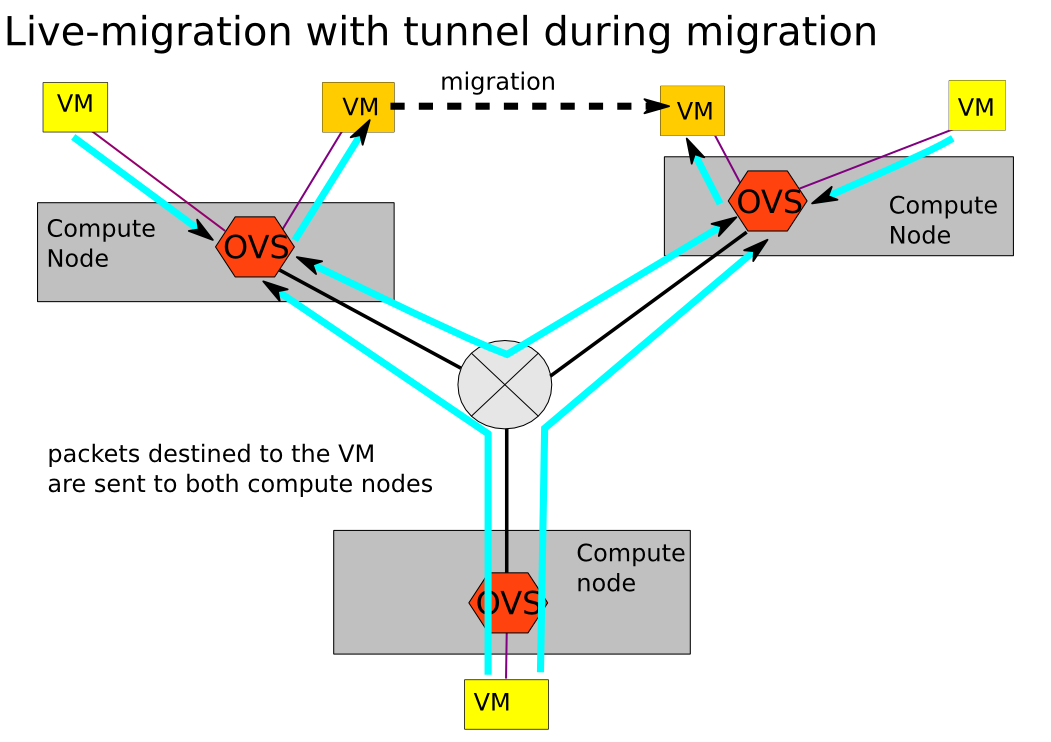 Live-migration with tunnel during migration
migration
VM
VM
VM
VM
OVS
Compute
Node
OVS
Compute
Node
packets destined to the VM
are sent to both compute nodes
Compute
node
OVS
VM